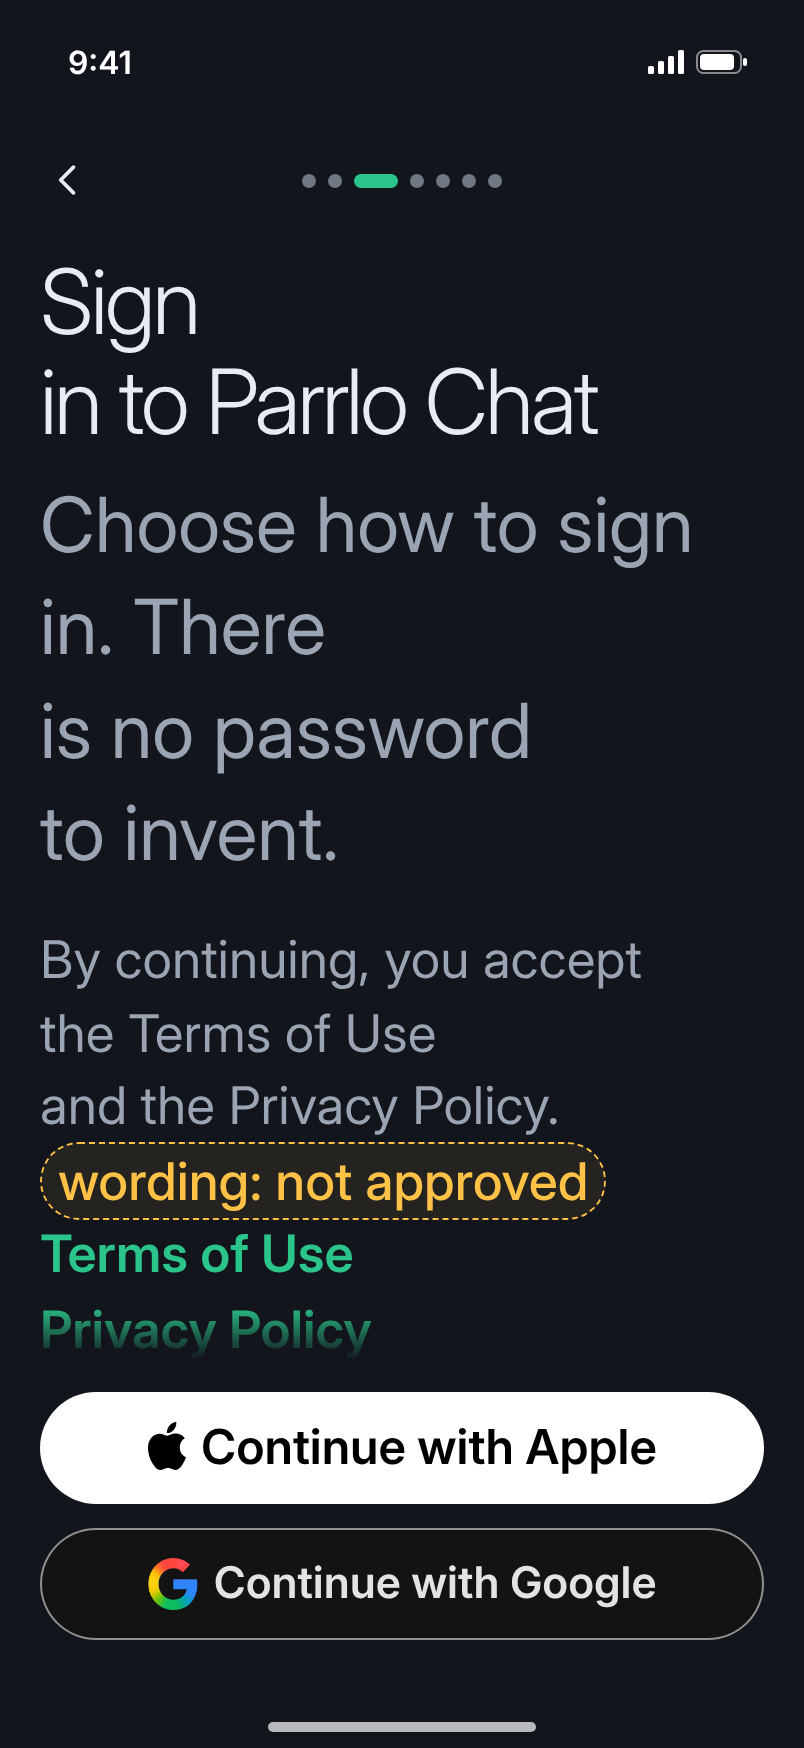 9:41
Sign
in to Parrlo Chat
Choose how to sign
in. There
is no password
to invent.
By continuing, you accept
the Terms of Use
and the Privacy Policy.
wording: not approved
Terms of Use
Privacy Policy
Continue with Apple
Continue with Google